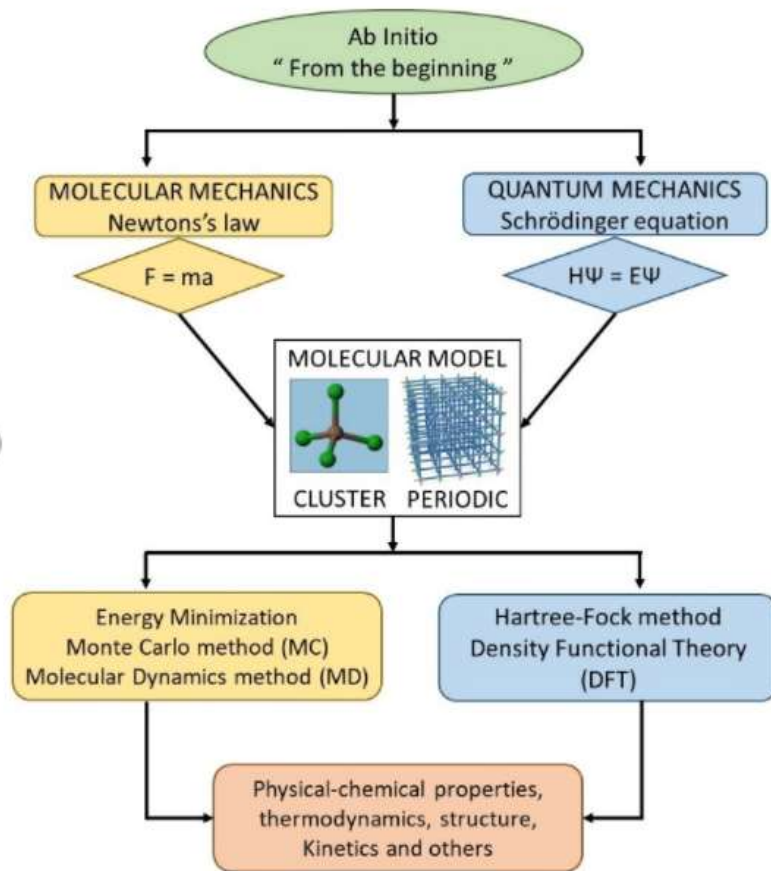 Ab Initio
“ From the beginning ”
MOLECULAR MECHANICS
Newtons's law
QUANTUM MECHANICS
Schrödinger equation
F = ma
HΨ = EΨ
MOLECULAR MODEL
CLUSTER
PERIODIC
Energy Minimization
Monte Carlo method (MC)
Molecular Dynamics method (MD)
Hartree-Fock method
Density Functional Theory
(DFT)
Physical-chemical properties,
thermodynamics, structure,
Kinetics and others